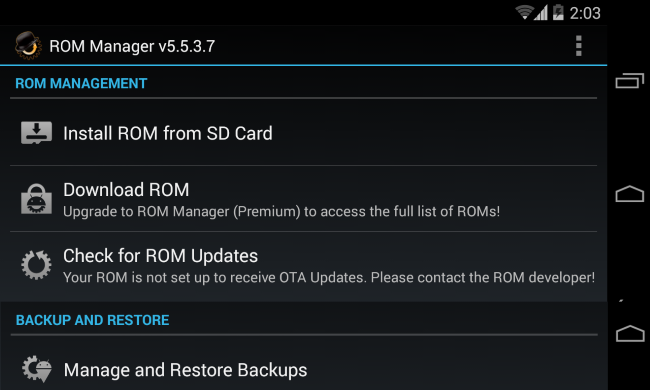 2:03
ROM Manager v5.5.3.7
ROM MANAGEMENT
Install ROM from SD Card
Download ROM
Upgrade to ROM Manager (Premium) to access the full list of ROMs!
Check for ROM Updates
Your ROM is not set up to receive OTA Updates. Please contact the ROM developer!
BACKUP AND RESTORE
Manage and Restore Backups